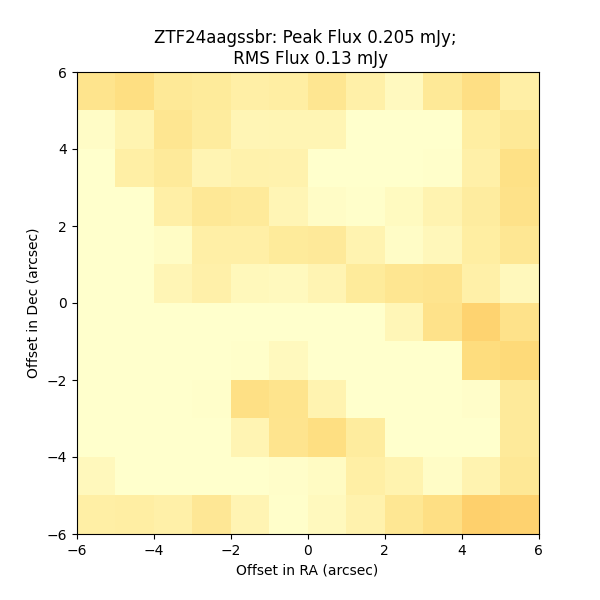 ZTF24aagssbr: Peak Flux 0.205 mJy;
RMS Flux 0.13 mJy
6
4
2
0
−2
−4
−6
Offset in Dec (arcsec)
−6 −4 −2 0 2 4 6
Offset in RA (arcsec)